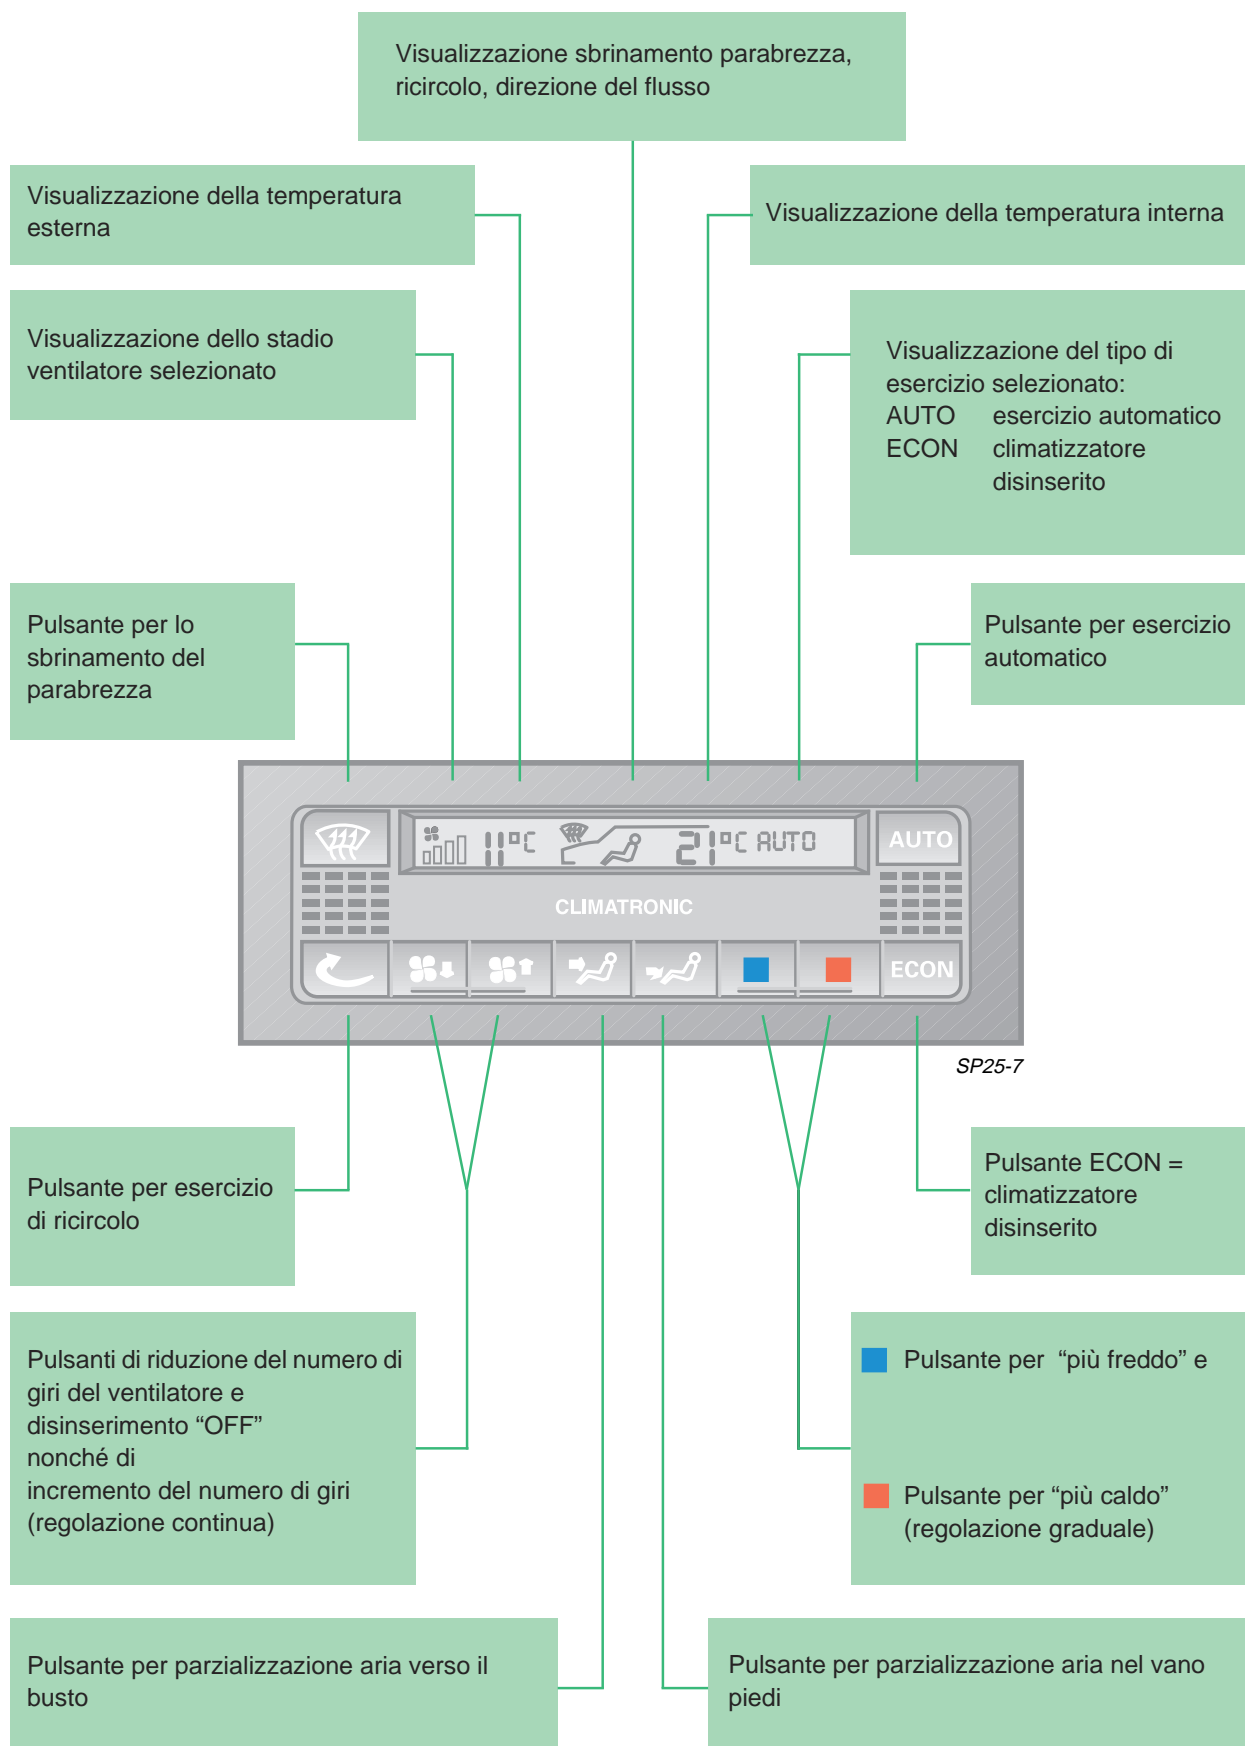 Visualizzazione sbrinamento parabrezza,
ricircolo, direzione del flusso
Visualizzazione della temperatura
esterna
Visualizzazione della temperatura interna
Visualizzazione dello stadio
ventilatore selezionato
Visualizzazione del tipo di
esercizio selezionato:
AUTO esercizio automatico
ECON climatizzatore
disinserito
Pulsante per lo
sbrinamento del
parabrezza
Pulsante per esercizio
automatico
11°C 21°C AUTO
AUTO
CLIMATRONIC
ECON
SP25-7
Pulsante per esercizio
di ricircolo
Pulsante ECON =
climatizzatore
disinserito
Pulsanti di riduzione del numero di
giri del ventilatore e
disinserimento “OFF”
nonché di
incremento del numero di giri
(regolazione continua)
Pulsante per “più freddo” e
Pulsante per “più caldo”
(regolazione graduale)
Pulsante per parzializzazione aria verso il
busto
Pulsante per parzializzazione aria nel vano
piedi